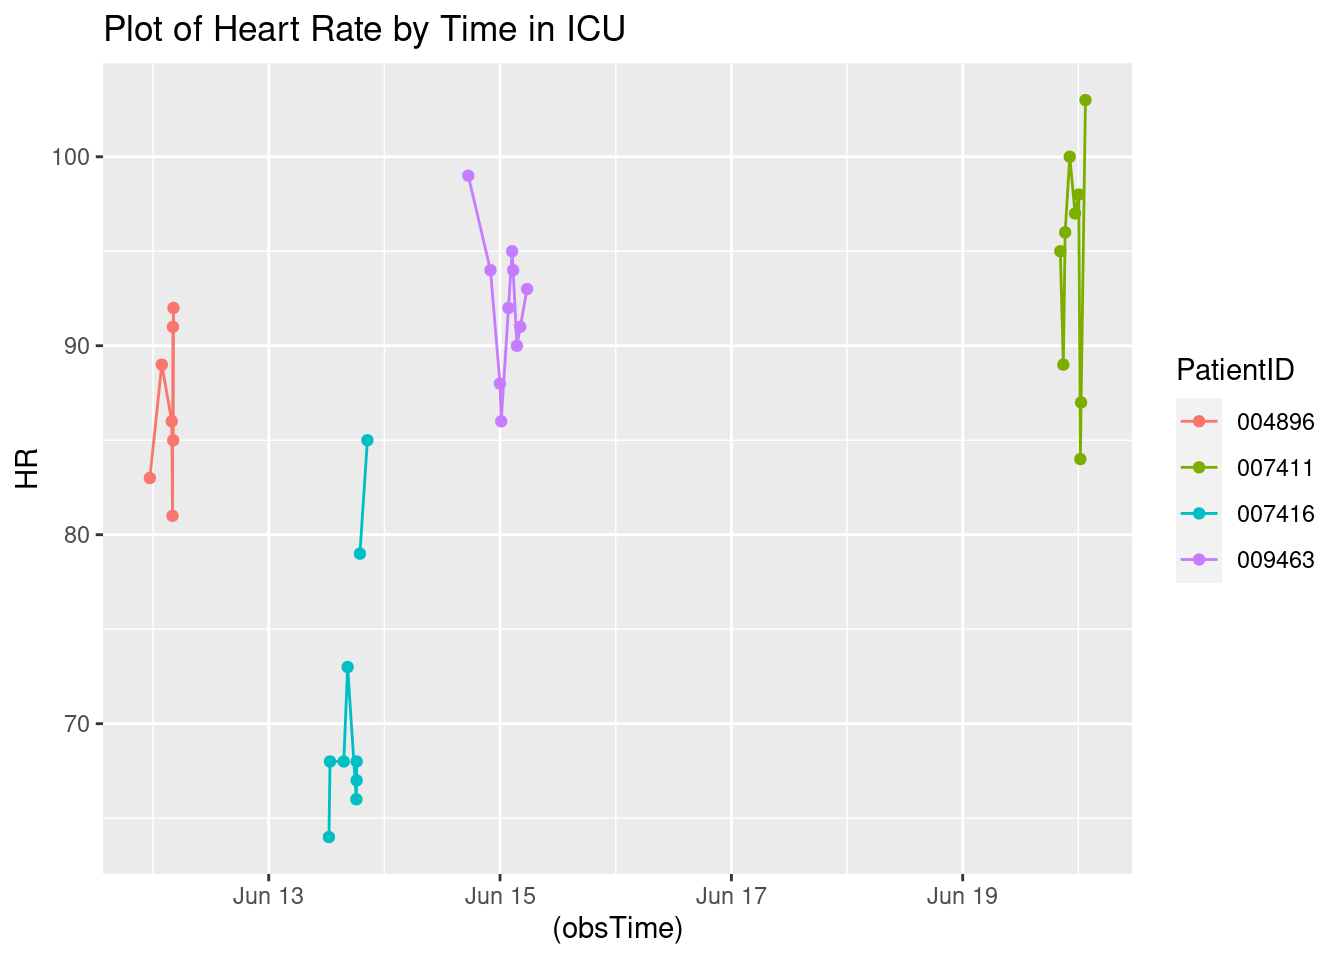 Plot of Heart Rate by Time in ICU
HR
100
90
80
70
Jun 13 Jun 15 Jun 17 Jun 19
(obsTime)
PatientID
004896
007411
007416
009463